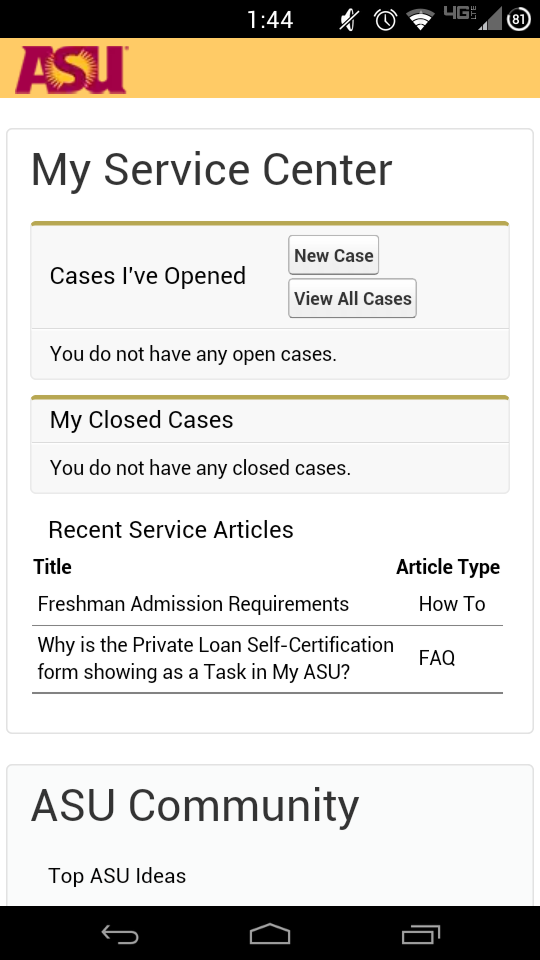 1:44
4G LTE
81
ASU
My Service Center
Cases I've Opened
New Case
View All Cases
You do not have any open cases.
My Closed Cases
You do not have any closed cases.
Recent Service Articles
Title Article Type
Freshman Admission Requirements How To
Why is the Private Loan Self-Certification
form showing as a Task in My ASU? FAQ
ASU Community
Top ASU Ideas